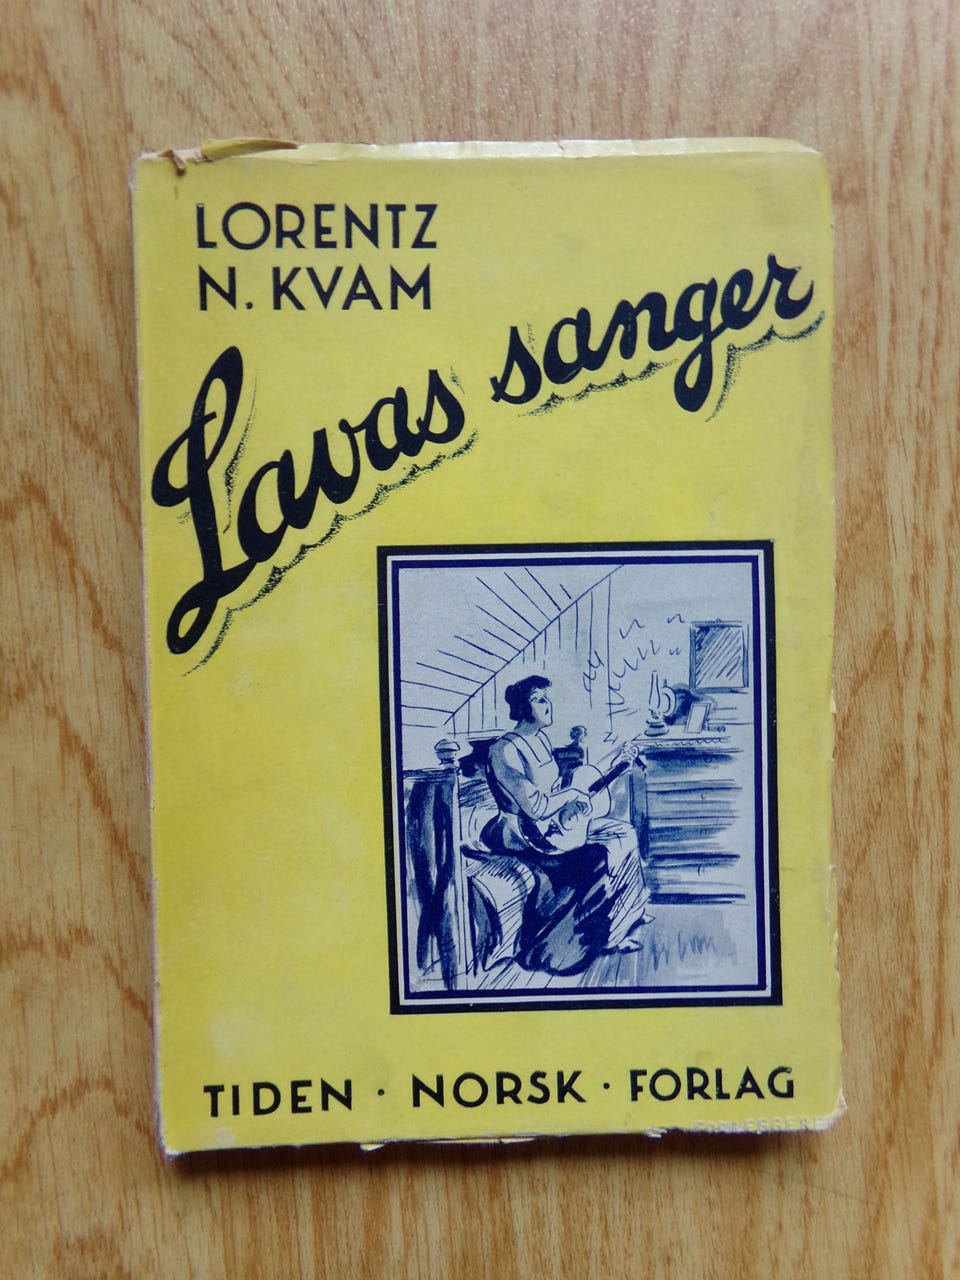 LORENTZ
N. KVAM
Lavas sanger
TIDEN · NORSK · FORLAG